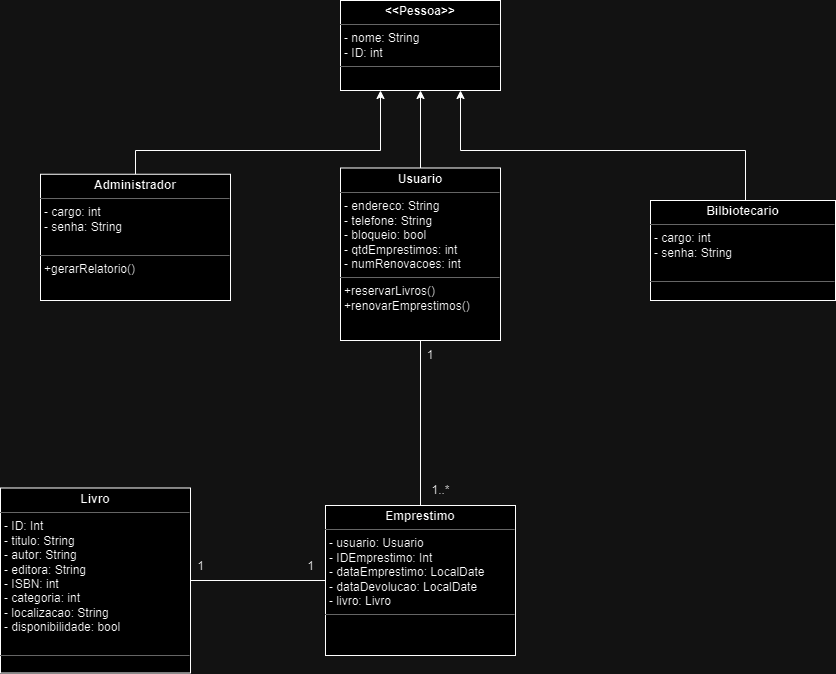 <<Pessoa>>
- nome: String
- ID: int
Administrador
- cargo: int
- senha: String
+gerarRelatorio()
Usuario
- endereco: String
- telefone: String
- bloqueio: bool
- qtdEmprestimos: int
- numRenovacoes: int
+reservarLivros()
+renovarEmprestimos()
Bilbiotecario
- cargo: int
- senha: String
1
1..*
Livro
- ID: Int
- titulo: String
- autor: String
- editora: String
- ISBN: int
- categoria: int
- localizacao: String
- disponibilidade: bool
1
1
Emprestimo
- usuario: Usuario
- IDEmprestimo: Int
- dataEmprestimo: LocalDate
- dataDevolucao: LocalDate
- livro: Livro